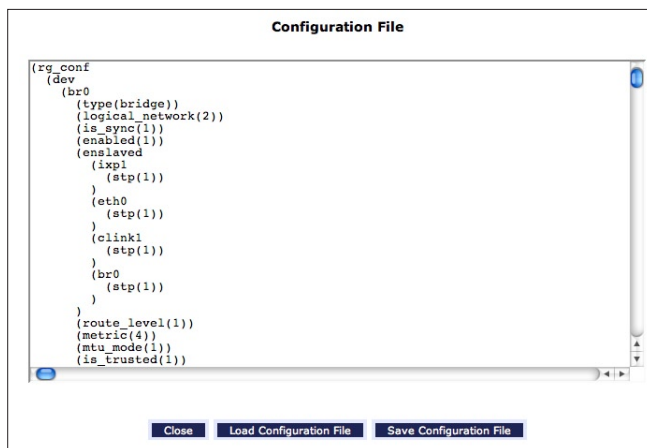 Configuration File
(rg_conf
(dev
(br0
(type(bridge))
(logical_network(2))
(is_sync(1))
(enabled(1))
(enslaved
(ixp1
(stp(1))
)
(eth0
(stp(1))
)
(clink1
(stp(1))
)
(br0
(stp(1))
)
)
(route_level(1))
(metric(4))
(mtu_mode(1))
(is_trusted(1))
Close Load Configuration File Save Configuration File